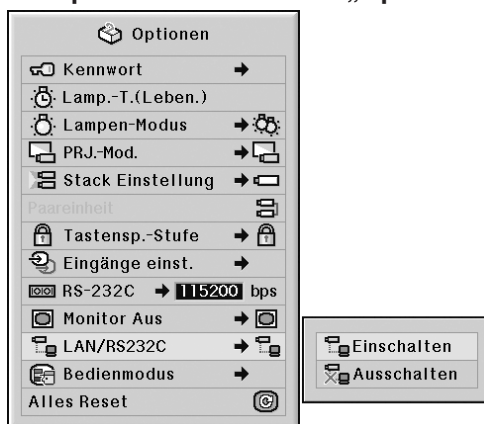 Optionen
Kennwort
Lamp.-T.(Leben.)
Lampen-Modus
PRJ.-Mod.
Stack Einstellung
Paareinheit
Tastensp.-Stufe
Eingänge einst.
RS-232C 115200 bps
Monitor Aus
LAN/RS232C
Einschalten
Bedienmodus
Ausschalten
Alles Reset